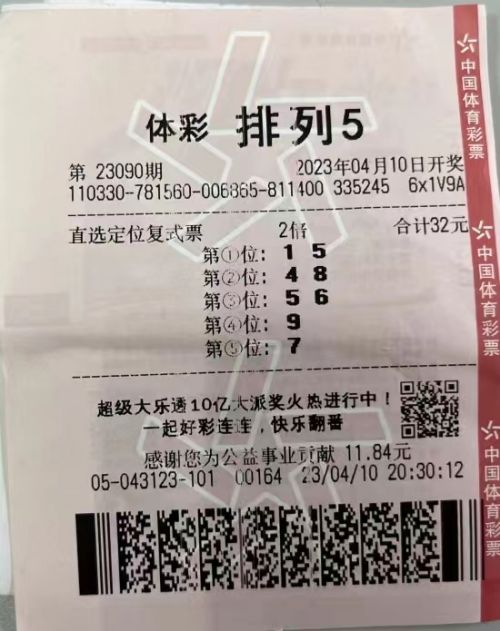 体彩 排列5
第 23090期 2023年04月10日开奖
110330-781560-006865-811400 335245 6x1V9A
直选定位复式票 2倍 合计32元
第①位: 1 5
第②位: 4 8
第③位: 5 6
第④位: 9
第⑤位: 7
超级大乐透10亿大派奖火热进行中！
一起好彩连连，快乐翻番
感谢您为公益事业贡献 11.84元
05-043123-101 00164 23/04/10 20:30:12
中国体育彩票
中国体育彩票
中国体育彩票